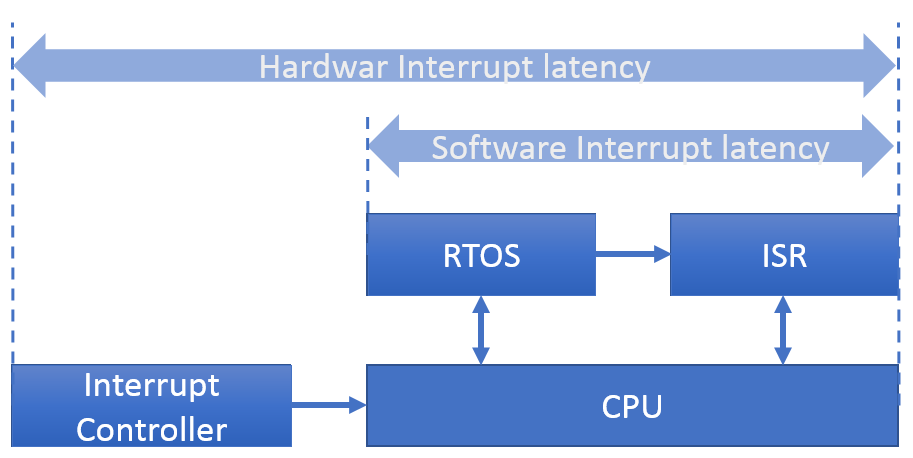 Hardwar Interrupt latency
Software Interrupt latency
RTOS
ISR
Interrupt
Controller
CPU